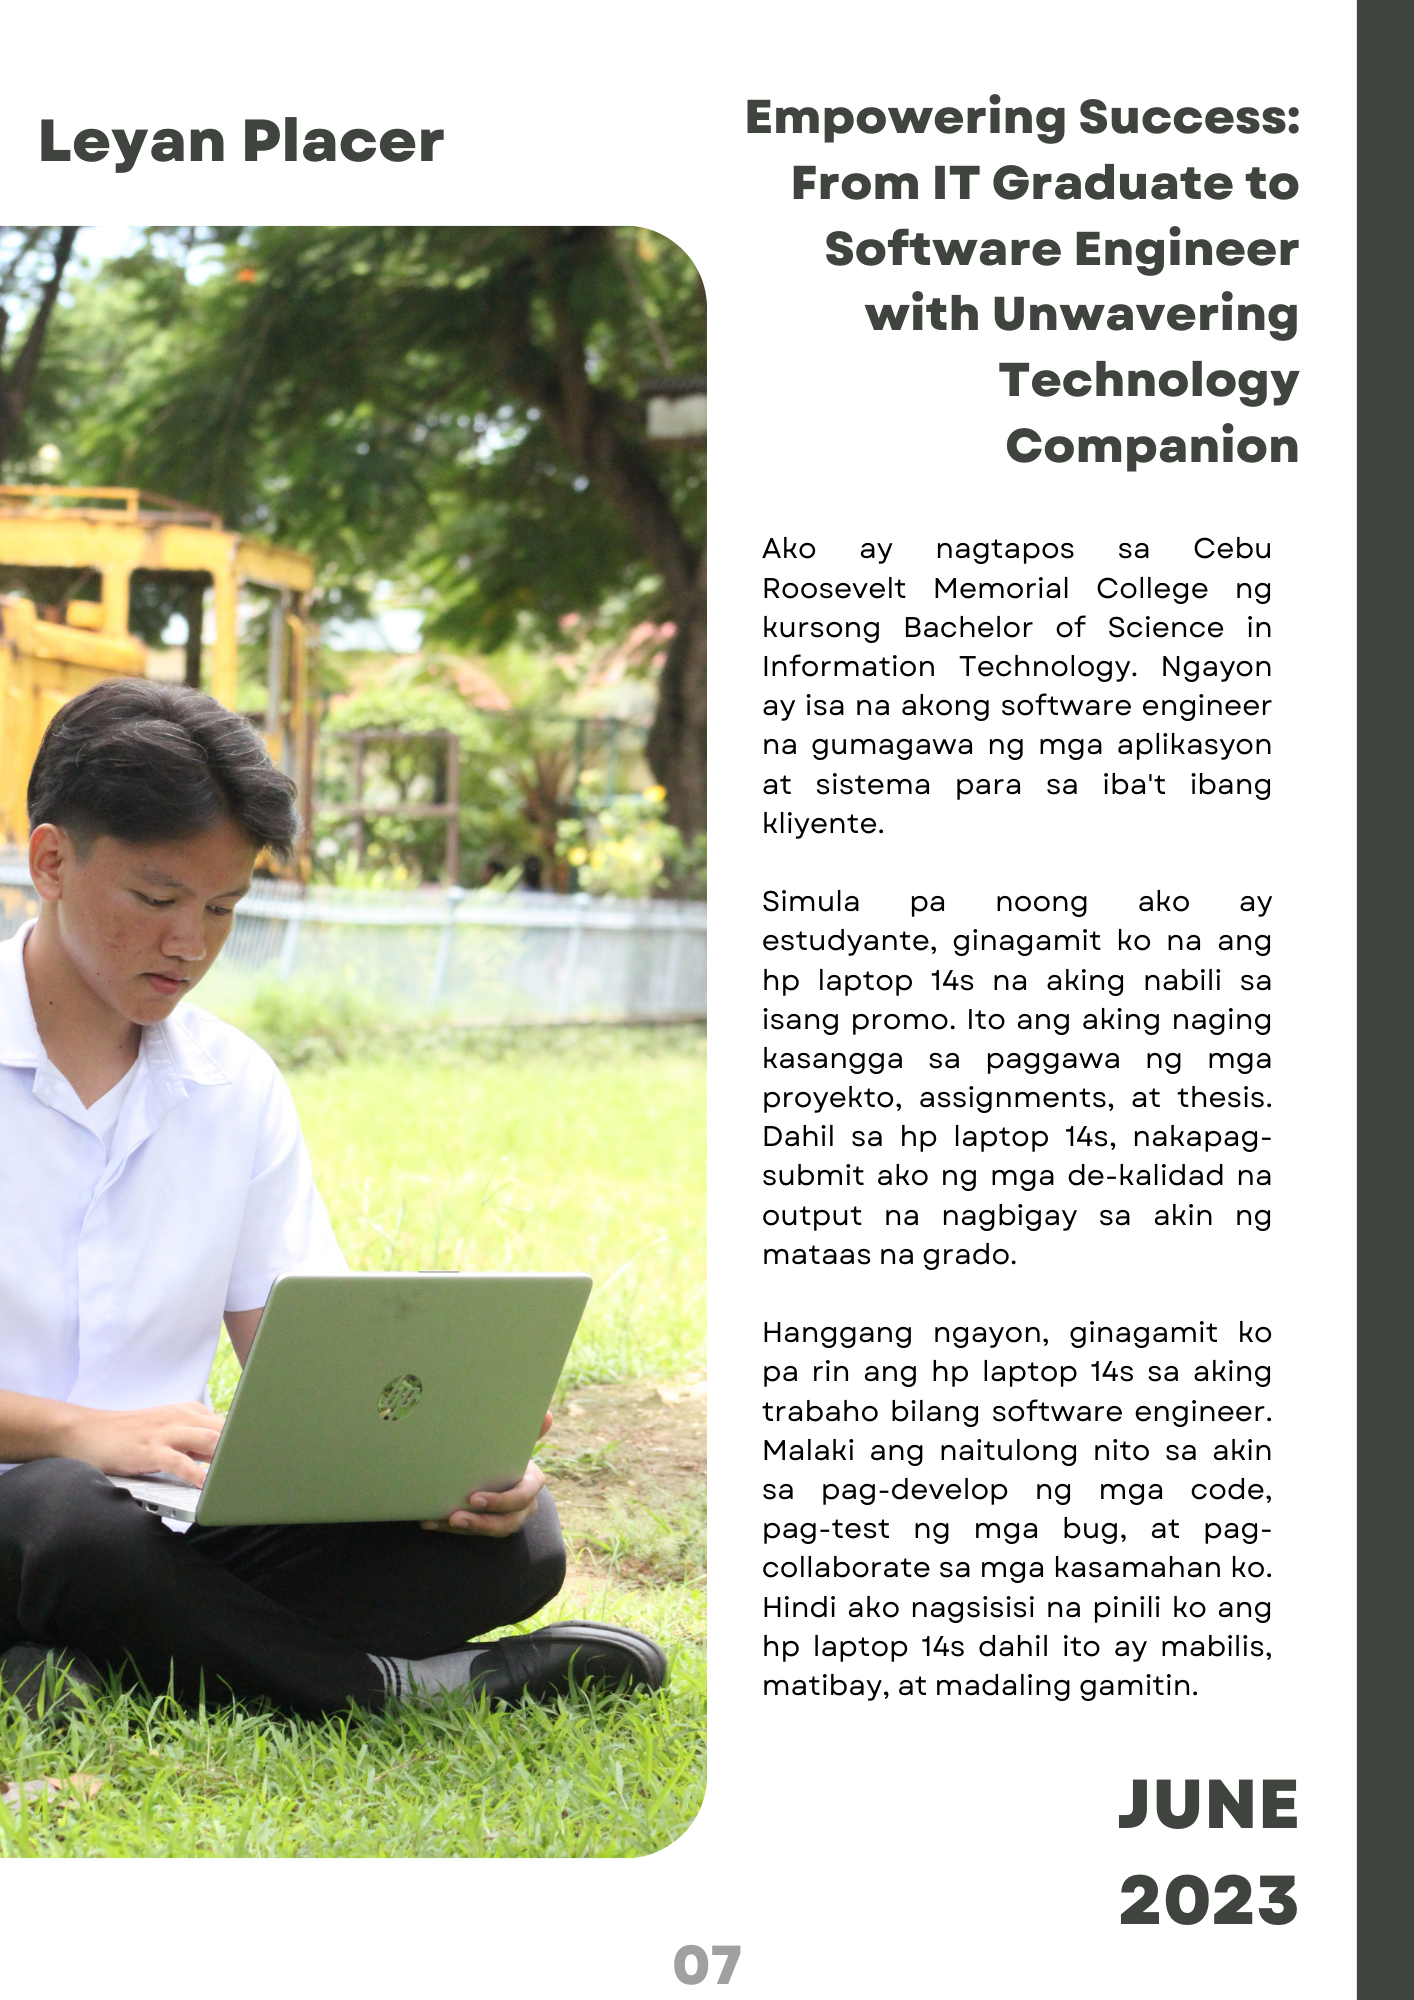 Leyan Placer
Empowering Success:
From IT Graduate to
Software Engineer
with Unwavering
Technology
Companion
Ako ay nagtapos sa Cebu
Roosevelt Memorial College ng
kursong Bachelor of Science in
Information Technology. Ngayon
ay isa na akong software engineer
na gumagawa ng mga aplikasyon
at sistema para sa iba't ibang
kliyente.
Simula pa noong ako ay
estudyante, ginagamit ko na ang
hp laptop 14s na aking nabili sa
isang promo. Ito ang aking naging
kasangga sa paggawa ng mga
proyekto, assignments, at thesis.
Dahil sa hp laptop 14s, nakapag-
submit ako ng mga de-kalidad na
output na nagbigay sa akin ng
mataas na grado.
Hanggang ngayon, ginagamit ko
pa rin ang hp laptop 14s sa aking
trabaho bilang software engineer.
Malaki ang naitulong nito sa akin
sa pag-develop ng mga code,
pag-test ng mga bug, at pag-
collaborate sa mga kasamahan ko.
Hindi ako nagsisisi na pinili ko ang
hp laptop 14s dahil ito ay mabilis,
matibay, at madaling gamitin.
JUNE
2023
07
hp